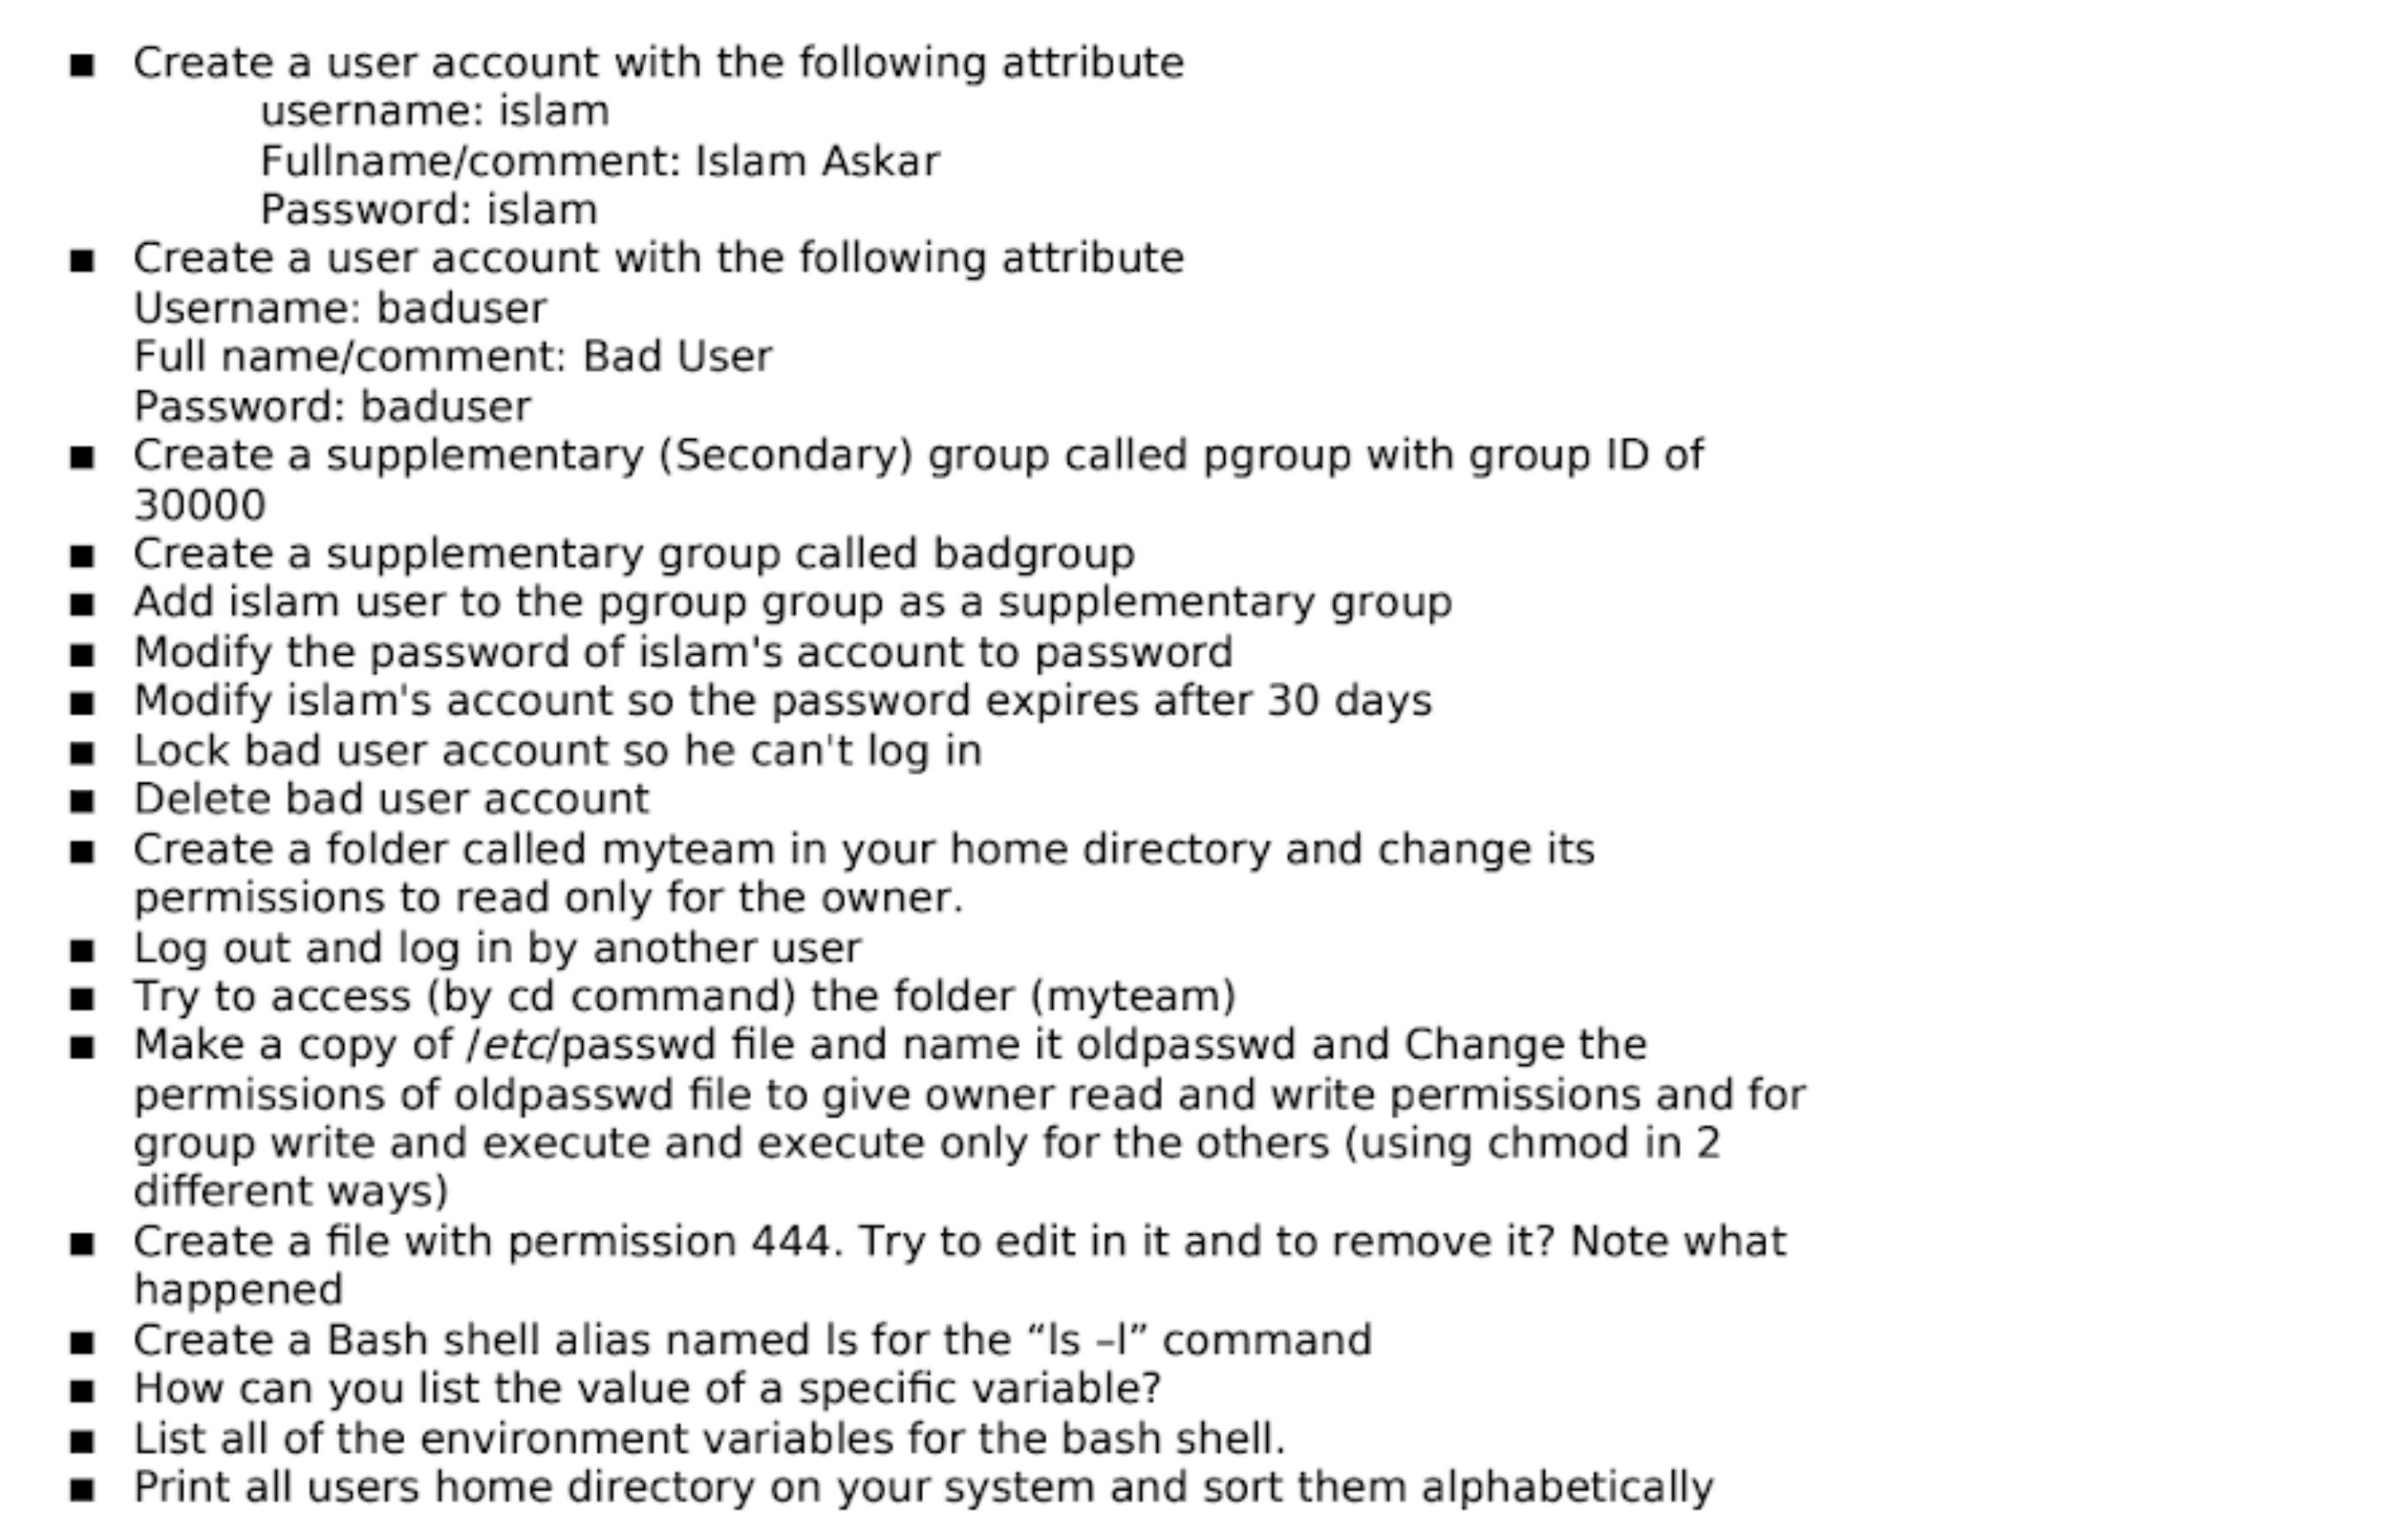 ■ Create a user account with the following attribute
username: islam
Fullname/comment: Islam Askar
Password: islam
■ Create a user account with the following attribute
Username: baduser
Full name/comment: Bad User
Password: baduser
■ Create a supplementary (Secondary) group called pgroup with group ID of
30000
■ Create a supplementary group called badgroup
■ Add islam user to the pgroup group as a supplementary group
■ Modify the password of islam's account to password
■ Modify islam's account so the password expires after 30 days
■ Lock bad user account so he can't log in
■ Delete bad user account
■ Create a folder called myteam in your home directory and change its
permissions to read only for the owner.
■ Log out and log in by another user
■ Try to access (by cd command) the folder (myteam)
■ Make a copy of /etc/passwd file and name it oldpasswd and Change the
permissions of oldpasswd file to give owner read and write permissions and for
group write and execute and execute only for the others (using chmod in 2
different ways)
■ Create a file with permission 444. Try to edit in it and to remove it? Note what
happened
■ Create a Bash shell alias named ls for the “ls –l” command
■ How can you list the value of a specific variable?
■ List all of the environment variables for the bash shell.
■ Print all users home directory on your system and sort them alphabetically